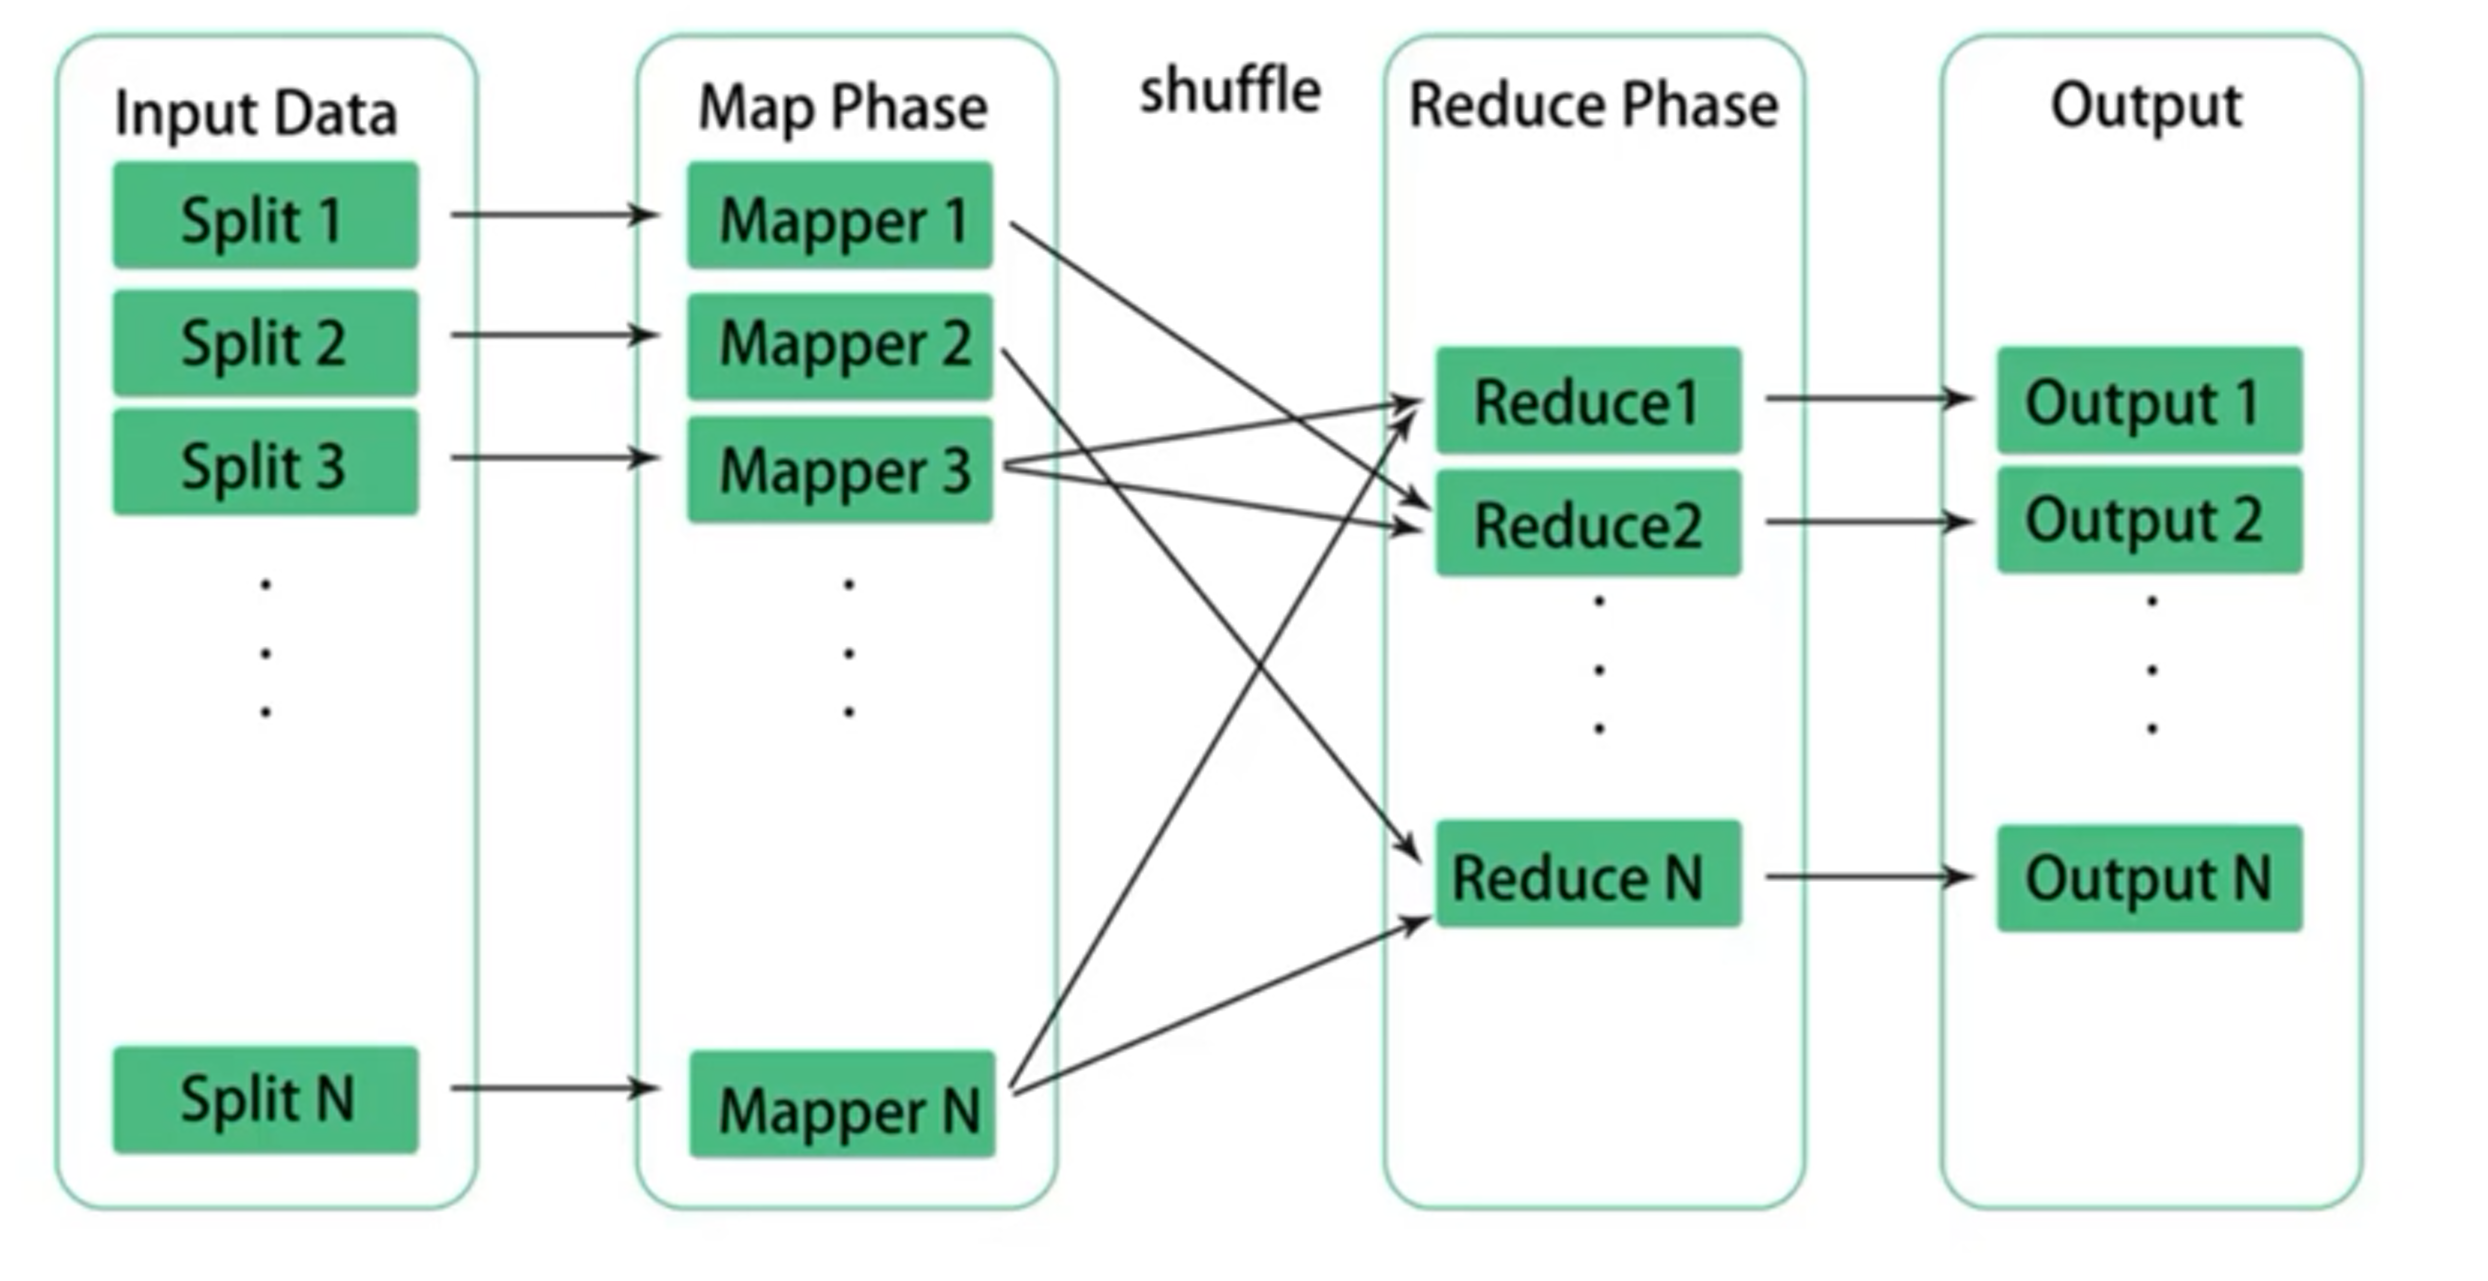 Input Data
Split 1
Split 2
Split 3
Split N
Map Phase
Mapper 1
Mapper 2
Mapper 3
Mapper N
shuffle
Reduce Phase
Reduce1
Reduce2
Reduce N
Output
Output 1
Output 2
Output N